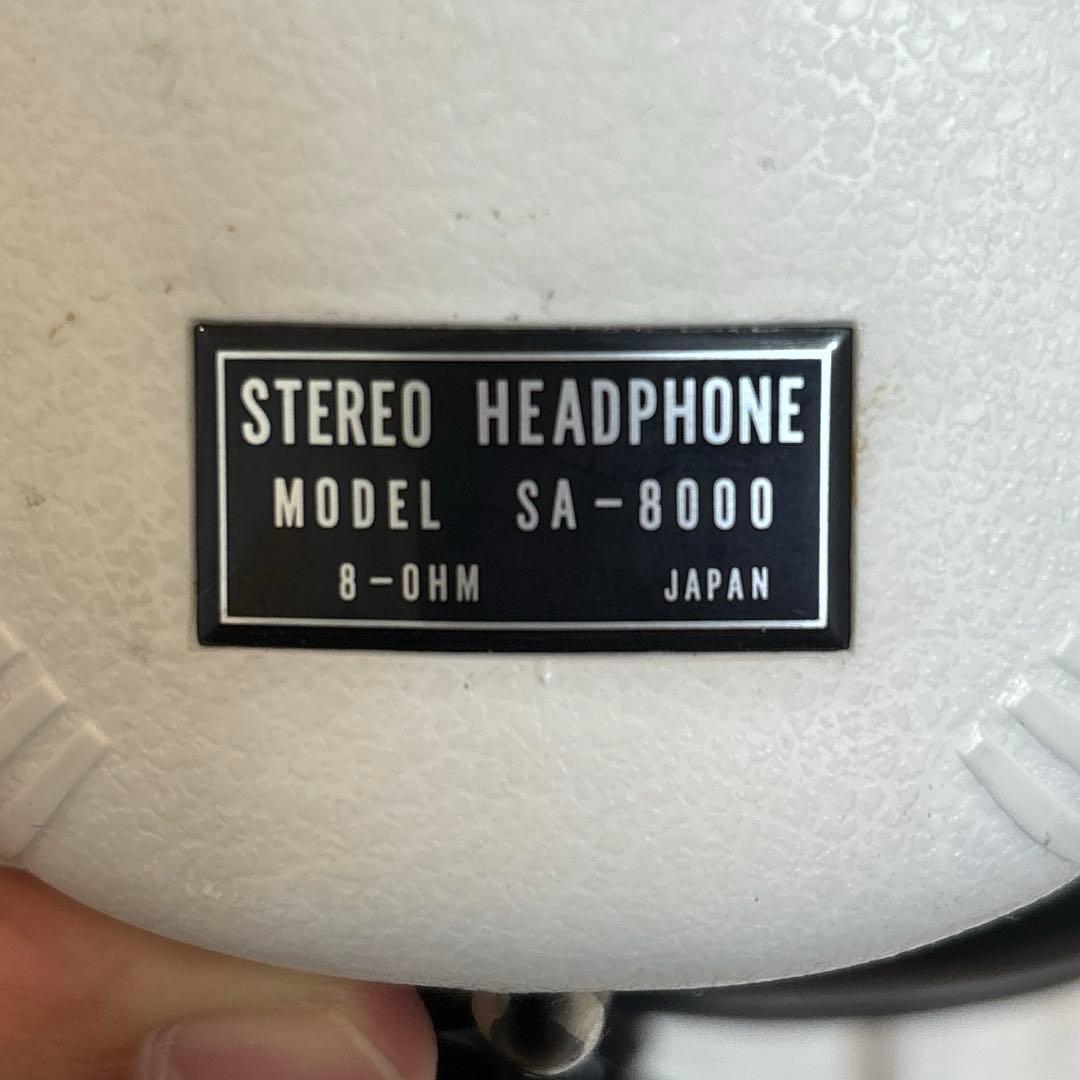 STEREO HEADPHONE
MODEL SA-8000
8-OHM JAPAN